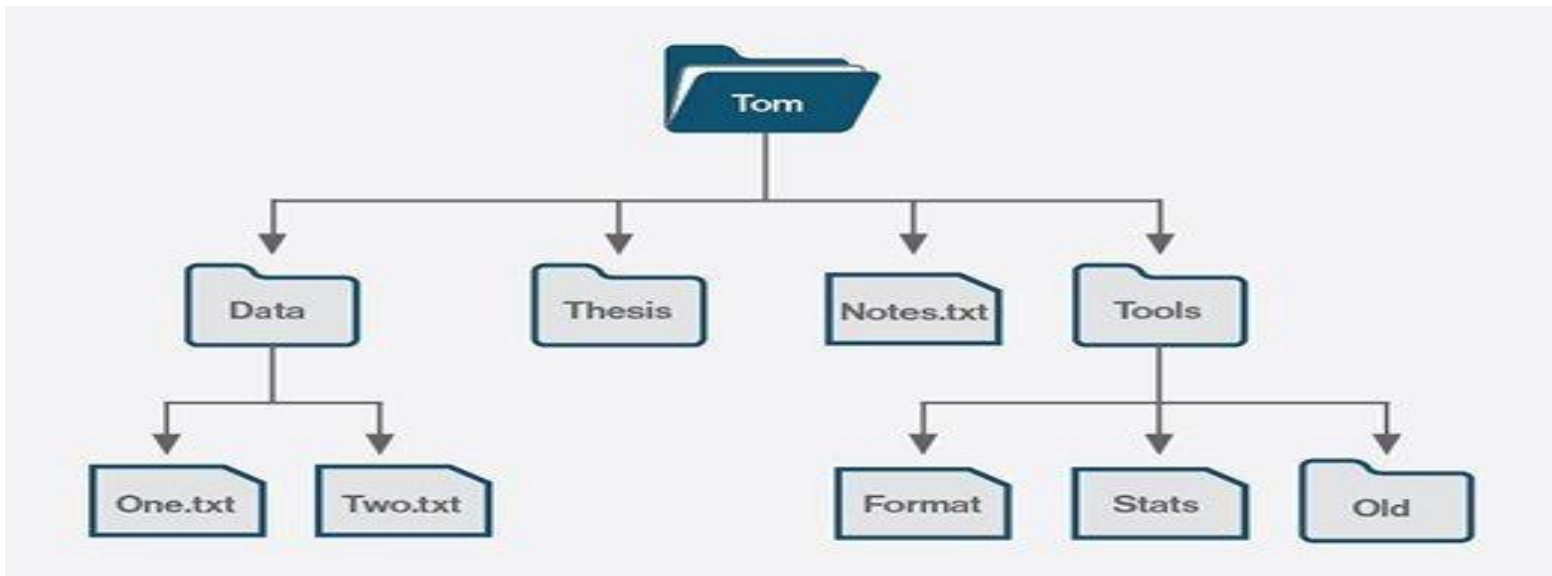 Tom
Data
Thesis
Notes.txt
Tools
One.txt
Two.txt
Format
Stats
Old